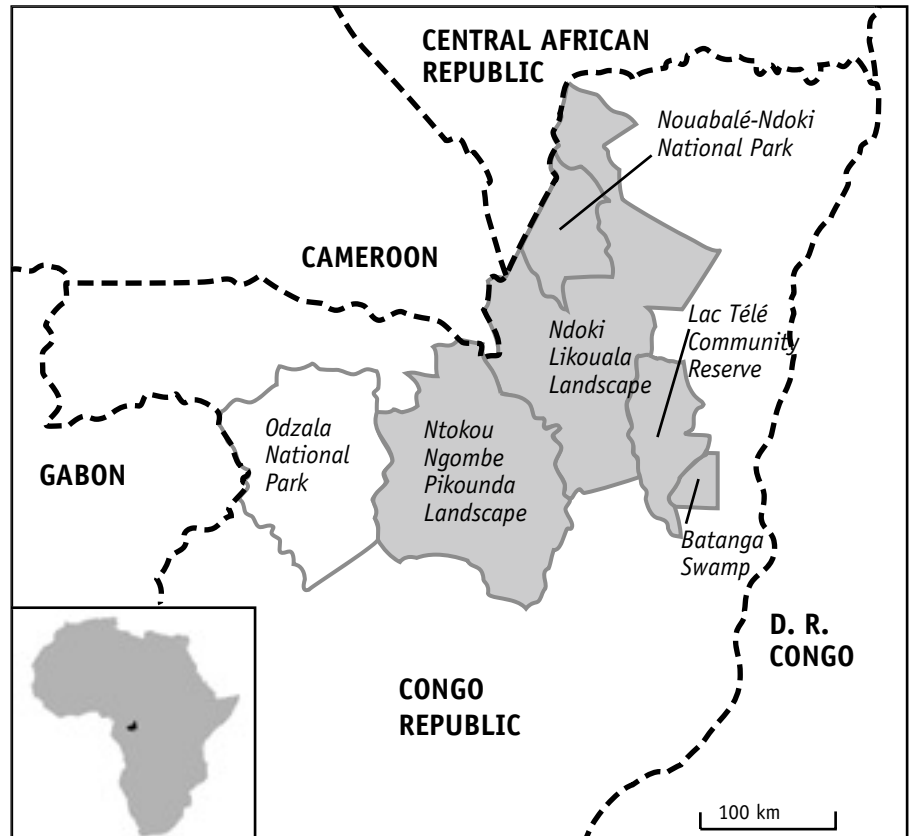 CENTRAL AFRICAN
REPUBLIC
Nouabalé-Ndoki
National Park
CAMEROON
Ndoki
Likouala
Landscape
Lac Télé
Community
Reserve
Odzala
National
Park
Ntokou
Ngombe
Pikounda
Landscape
GABON
Batanga
Swamp
D. R.
CONGO
CONGO
REPUBLIC
100 km